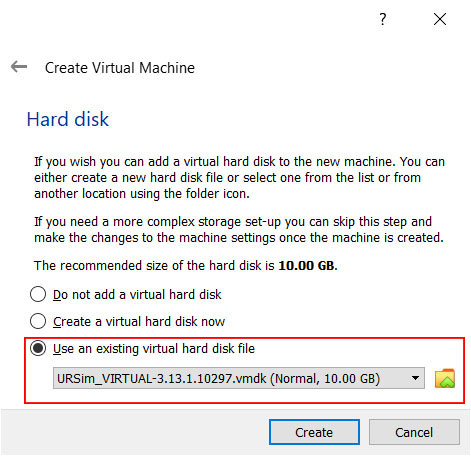 ?
Create Virtual Machine
Hard disk
If you wish you can add a virtual hard disk to the new machine. You can
either create a new hard disk file or select one from the list or from
another location using the folder icon.
If you need a more complex storage set-up you can skip this step and
make the changes to the machine settings once the machine is created.
The recommended size of the hard disk is 10.00 GB.
Do not add a virtual hard disk
Create a virtual hard disk now
Use an existing virtual hard disk file
URSim_VIRTUAL-3.13.1.10297.vmdk (Normal, 10.00 GB)
Create Cancel